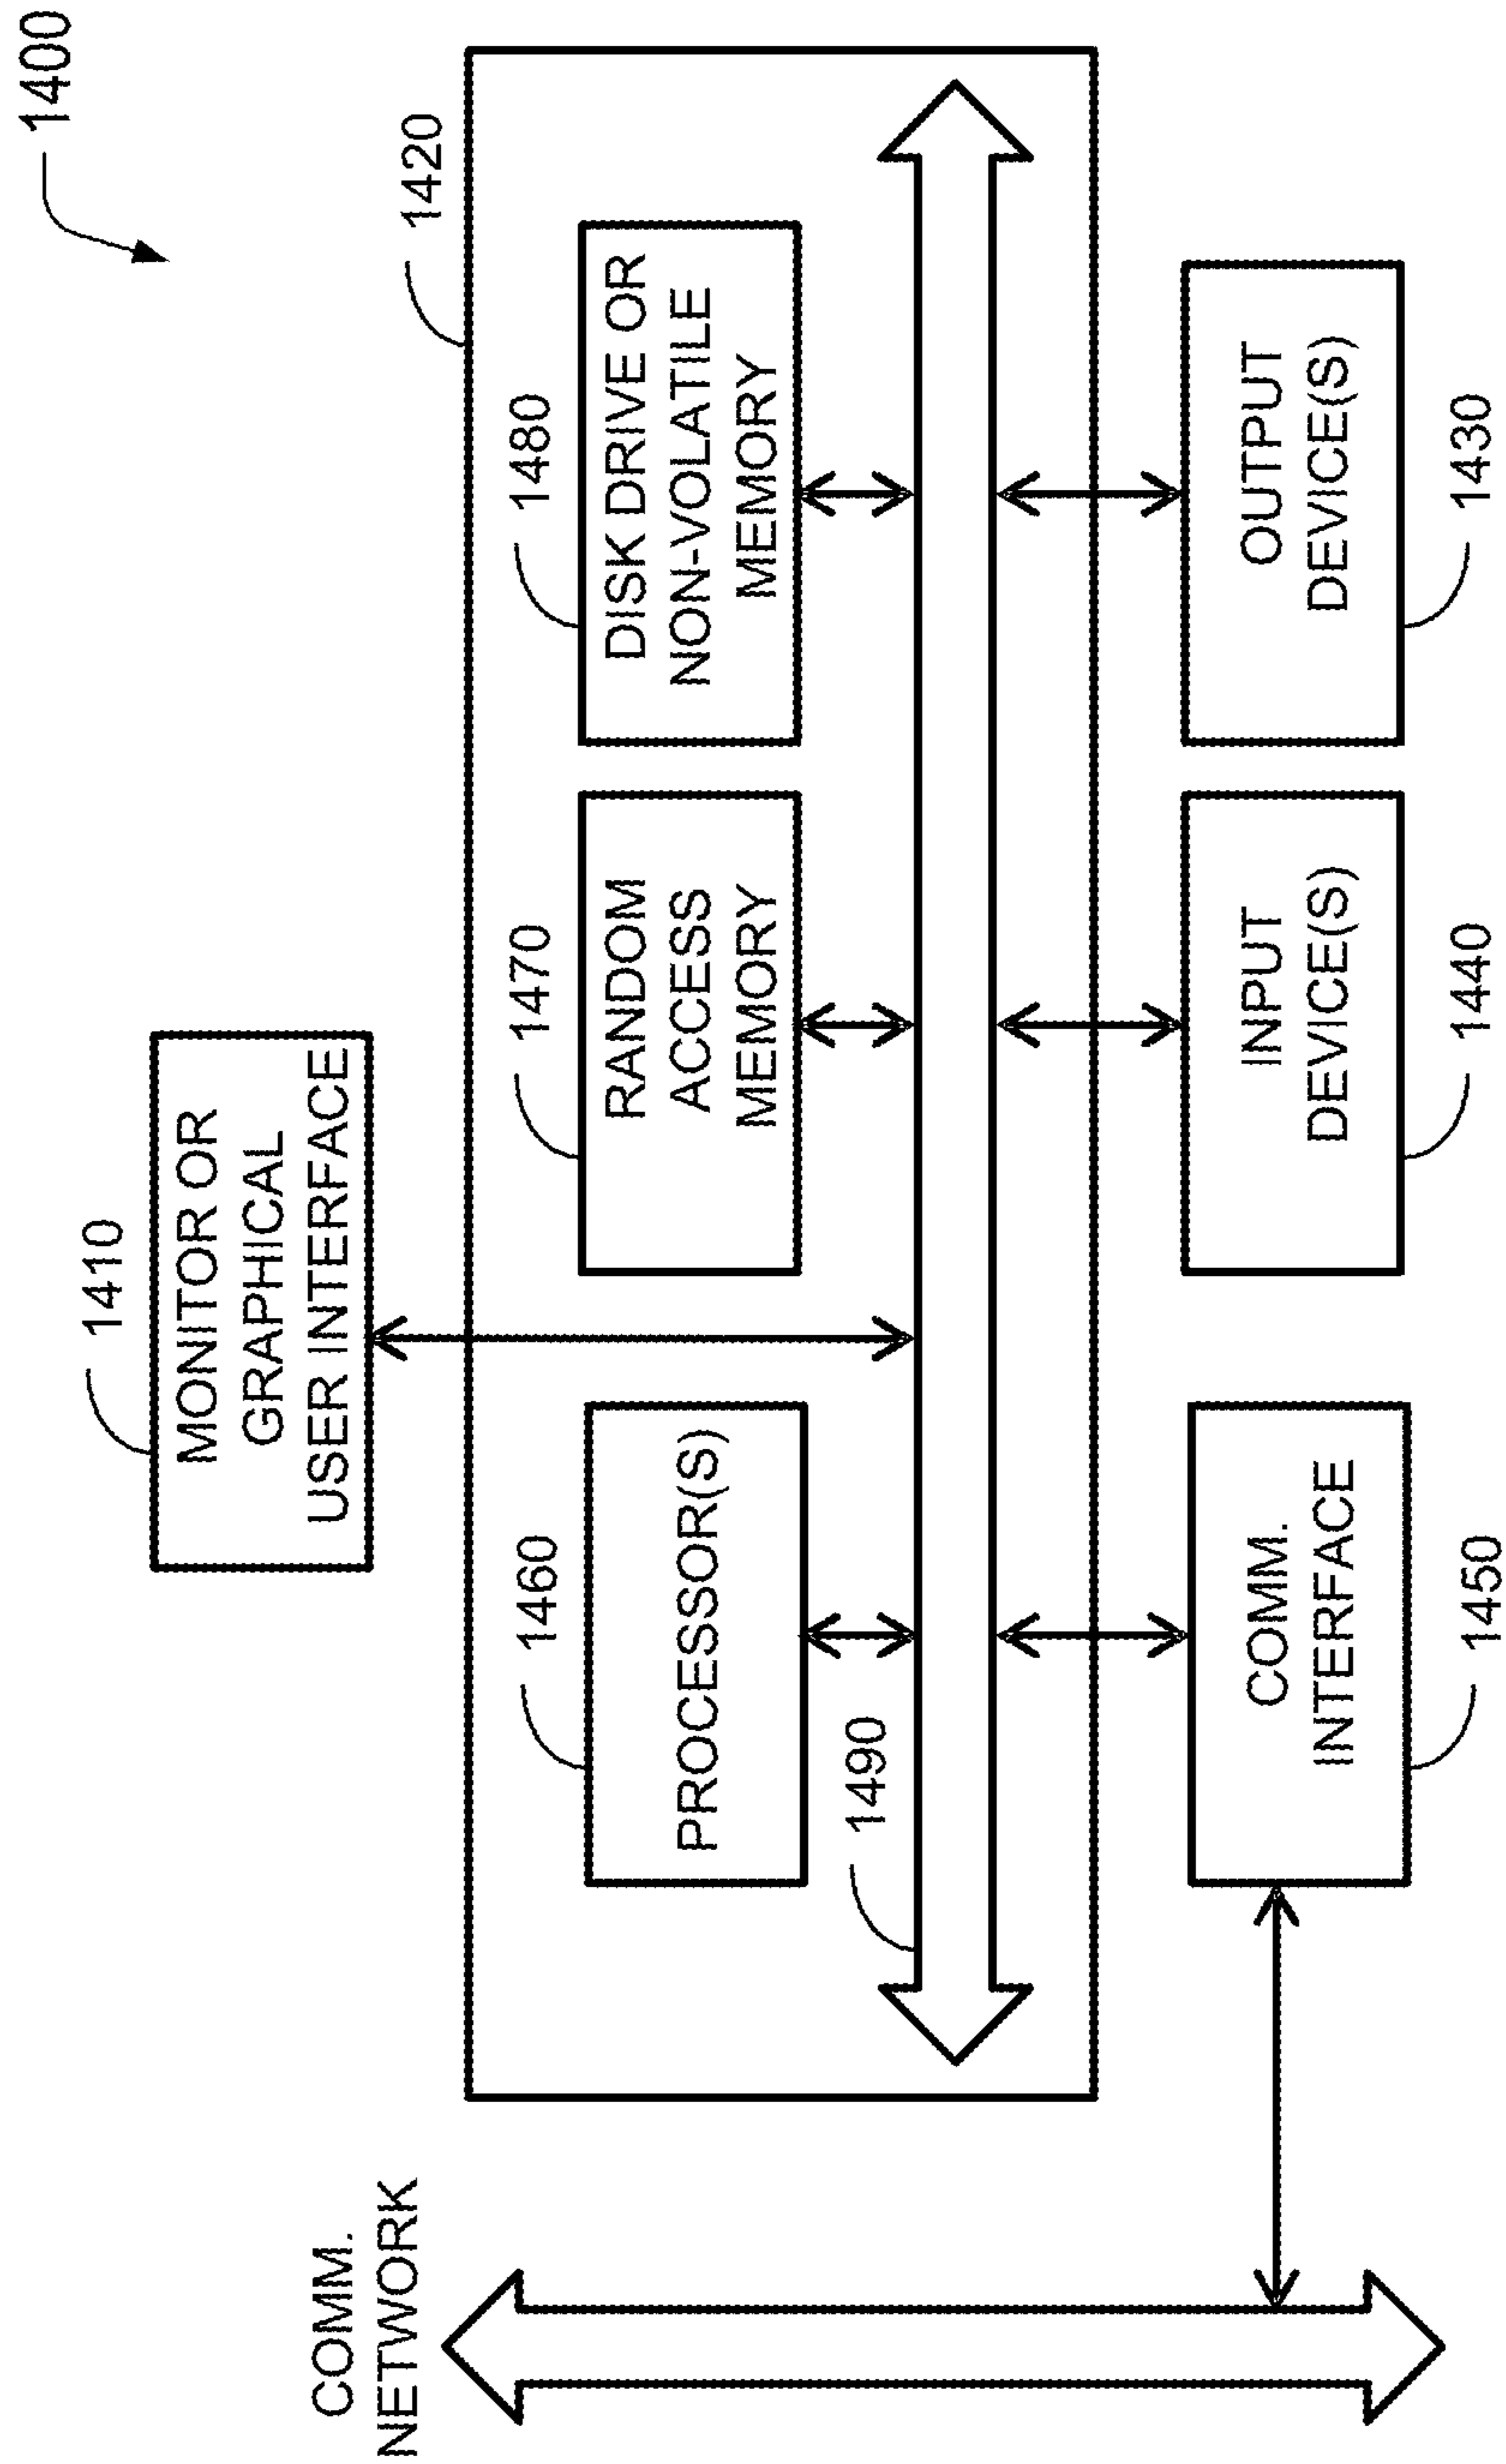 1400
1410
MONITOR OR
GRAPHICAL
USER INTERFACE
1420
COMM.
NETWORK
1460
PROCESSOR(S)
1470
RANDOM
ACCESS
MEMORY
1480
DISK DRIVE OR
NON-VOLATILE
MEMORY
1490
COMM.
INTERFACE
1450
INPUT
DEVICE(S)
1440
OUTPUT
DEVICE(S)
1430